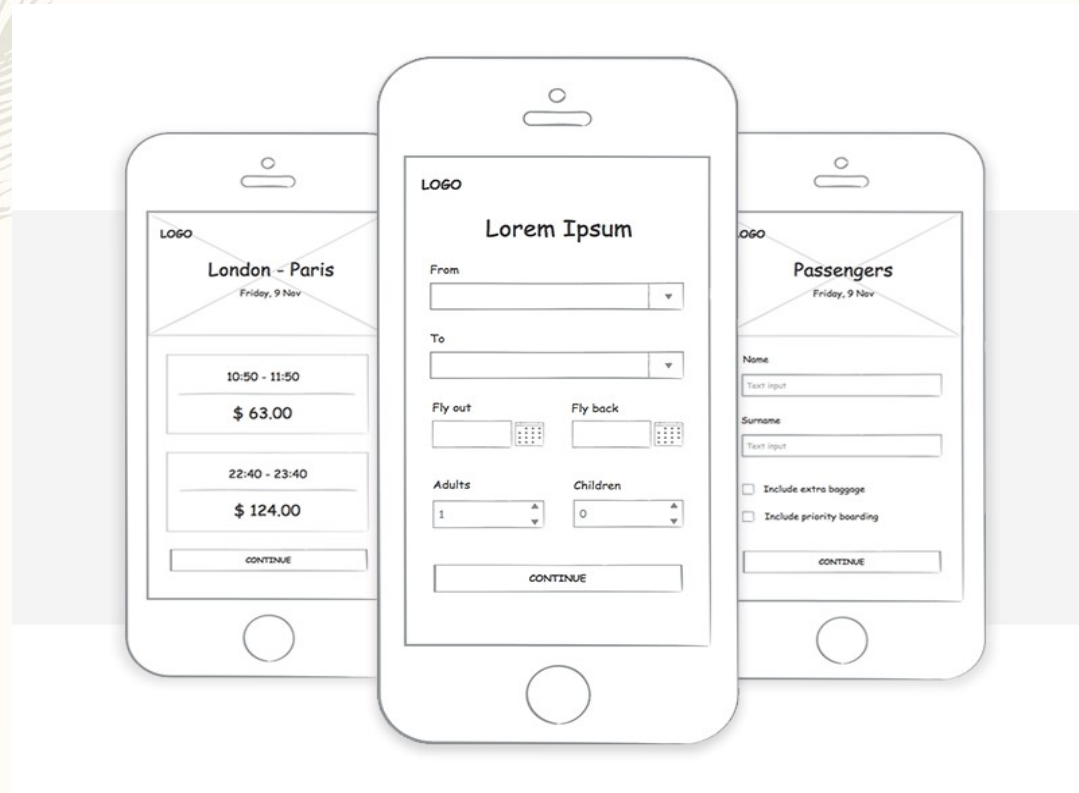 LOGO
London - Paris
Friday, 9 Nov
10:50 - 11:50
$ 63.00
22:40 - 23:40
$ 124.00
CONTINUE
LOGO
Lorem Ipsum
From
To
Fly out Fly back
Adults Children
1 0
CONTINUE
OGO
Passengers
Friday, 9 Nov
Name
Text input
Surname
Text input
Include extra baggage
Include priority boarding
CONTINUE